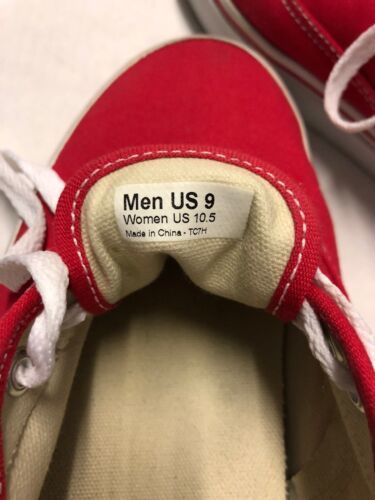 Men US 9
Women US 10.5
Made in China - TC7H